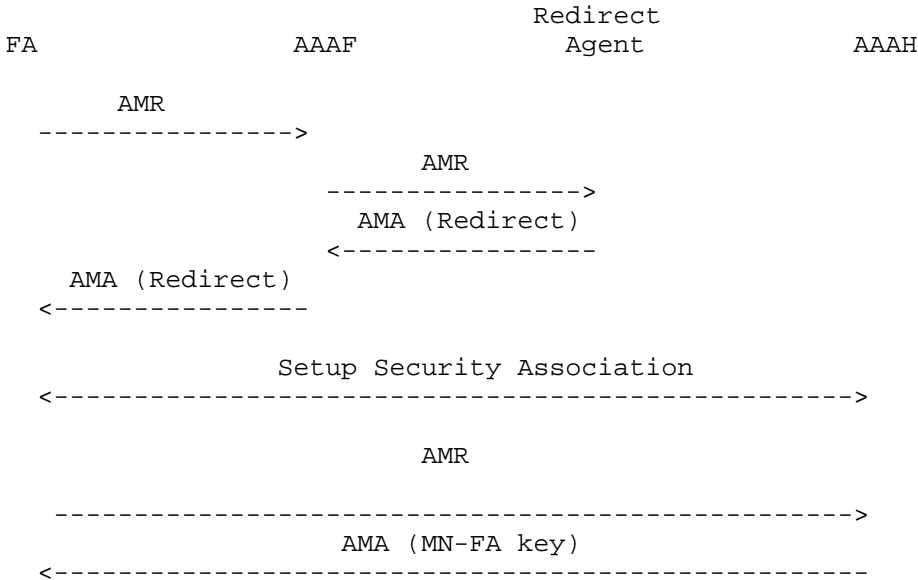 Redirect
FA AAAF Agent AAAH
AMR
AMR
AMA (Redirect)
AMA (Redirect)
Setup Security Association
AMR
AMA (MN-FA key)